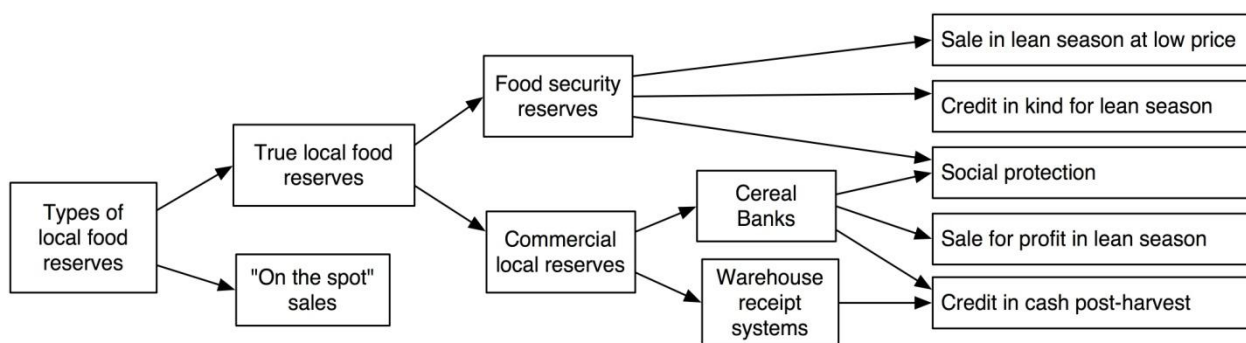 Types of
local food
reserves
True local food
reserves
"On the spot"
sales
Food security
reserves
Commercial
local reserves
Cereal
Banks
Warehouse
receipt
systems
Sale in lean season at low price
Credit in kind for lean season
Social protection
Sale for profit in lean season
Credit in cash post-harvest